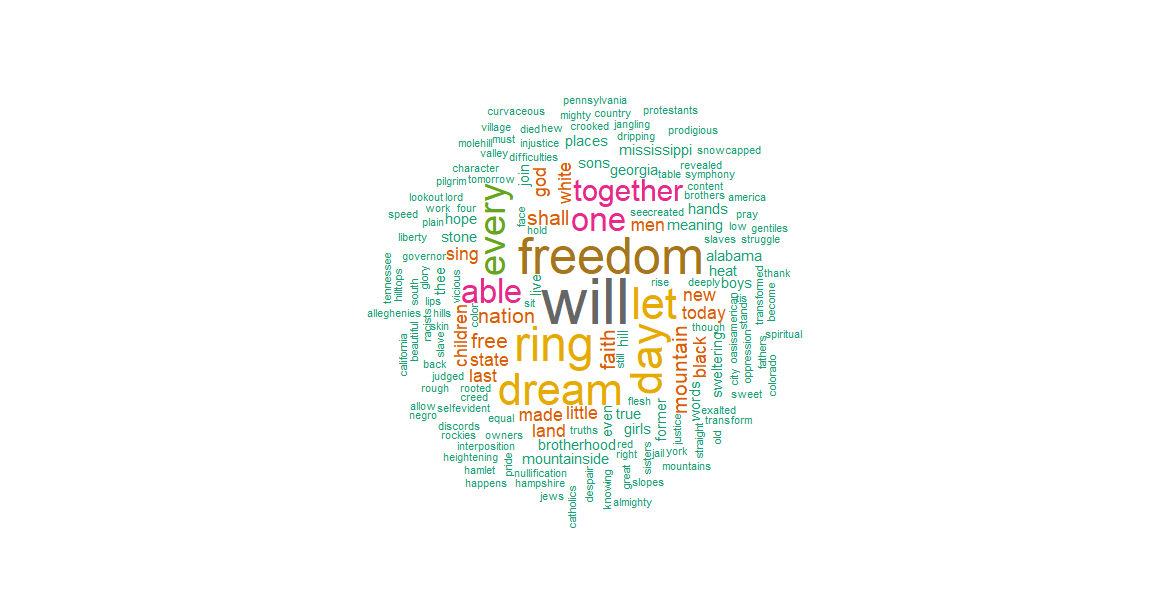 pennsylvania
curvaceous
mighty
country
protestants
village
died
hew
crooked
jangling
prodigious
molehill
must
injustice
places
dripping
mississippi
snowcapped
valley
difficulties
sons
georgia
revealed
character
join
god
white
table
symphony
pilgrim
tomorrow
every
together
content
brothers
america
lookout
lord
speed
work
four
plain
hope
face
shall
one
seecreated
hands
pray
men
meaning
low
gentiles
liberty
stone
hold
slaves
struggle
governor
sing
freedom
alabama
heat
thank
tennessee
hilltops
south
glory
thee
vicious
able
live
rise
deeply
boys
transformed
become
will
let
new
tis
stands
alleghenies
lips
hills
color
sit
nation
today
california
beautiful
racists
skin
slave
children
free
ring
faith
still
hill
day
mountain
though
black
sweltering
oasisamerican
city
oppression
fathers
spiritual
colorado
back
state
judged
last
dream
rough
rooted
creed
flesh
words
sweet
allow
negro
selfevident
equal
made
little
even
true
former
justice
exalted
transform
discords
land
truths
girls
straight
old
rockies
owners
interposition
brotherhood
red
right
sisters
jail
york
heightening
pride
mountainside
great
mountains
hamlet
nullification
happens
hampshire
despair
knowing
slopes
jews
catholics
almighty